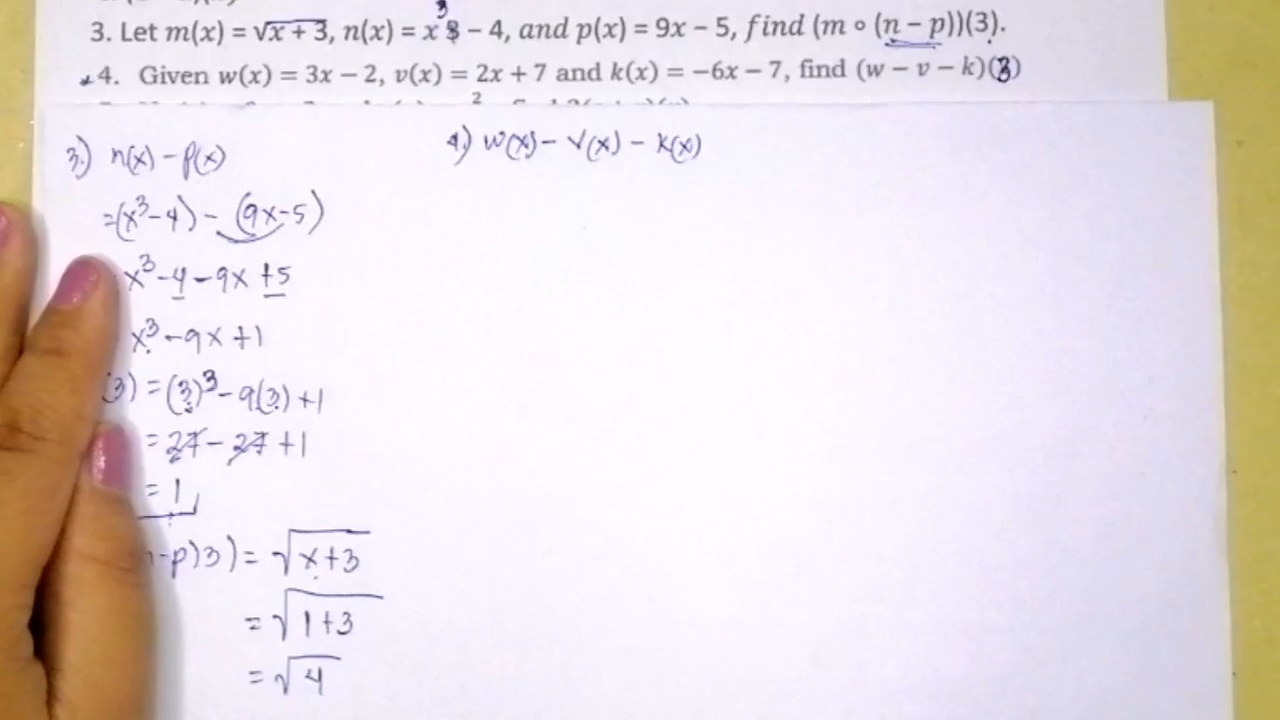 3. Let m(x) = √x + 3, n(x) = x³ − 4, and p(x) = 9x − 5, find (m ∘ (n − p))(3).
4. Given w(x) = 3x − 2, v(x) = 2x + 7 and k(x) = −6x − 7, find (w − v − k)(3)
3.) n(x) − p(x)
= (x³−4) − (9x−5)
x³−4−9x+5
x³−9x+1
(3) = (3)³−9(3)+1
= 27−27+1
= 1
-p)3) = √x+3
= √1+3
= √4
4.) w(x) − v(x) − k(x)